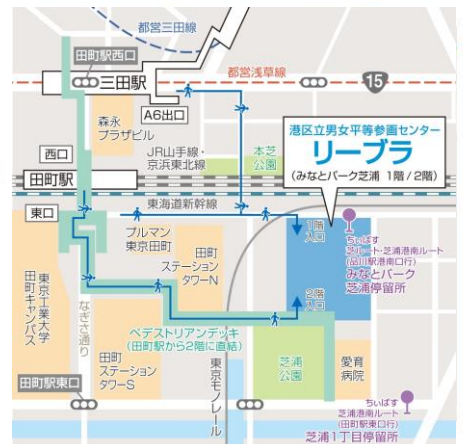 都営三田線
田町駅西口
都営浅草線
三田駅
15
A6出口
森永
プラザビル
港区立男女平等参画センター
リーブラ
(みなとパーク芝浦 1階/2階)
JR山手線・
京浜東北線
本芝
公園
西口
田町駅
東海道新幹線
東口
プルマン
東京田町
田町
ステーション
タワーN
1階
入口
ちぃばす
芝ルート・芝浦港南ルート
(品川駅港南口行)
みなとパーク
芝浦停留所
東京工業大学
田町キャンパス
なぎさ通り
2階
入口
ペデストリアンデッキ
(田町駅から2階に直結)
田町
ステーション
タワーS
東京モノレール
芝浦
公園
愛育
病院
田町駅東口
ちぃばす
芝浦港南ルート
(田町駅東口行)
芝浦1丁目停留所